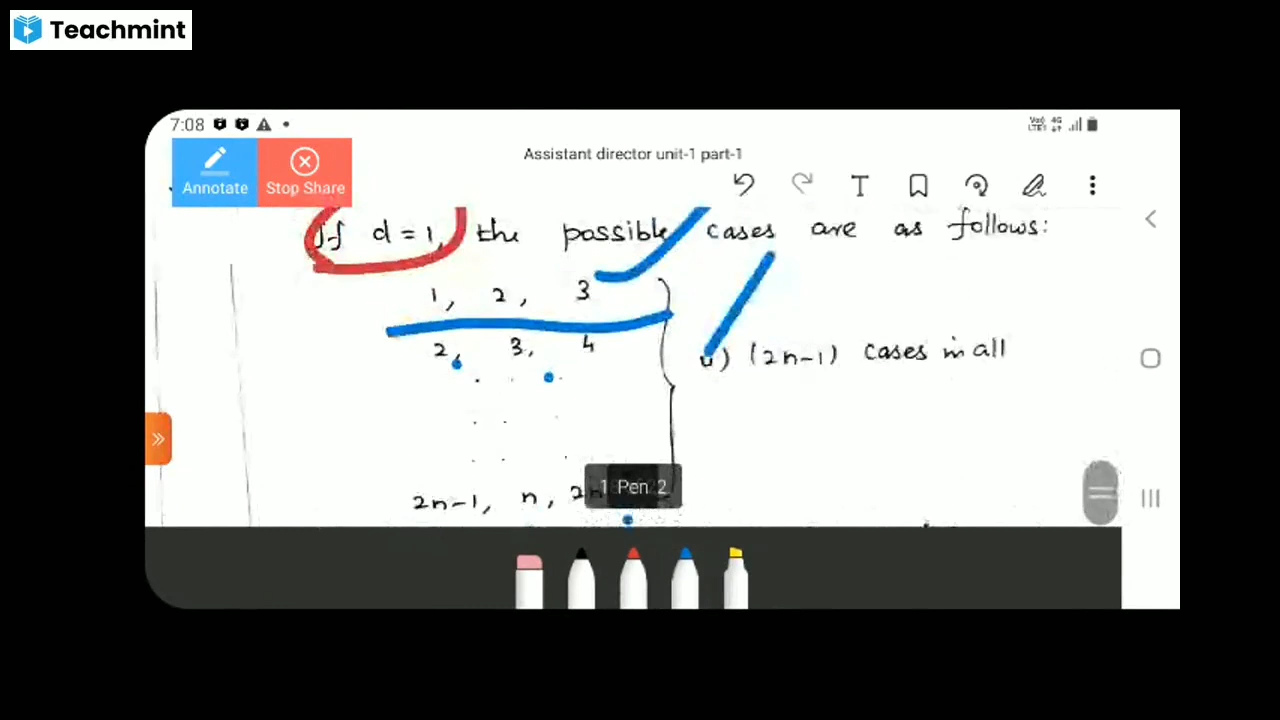 Teachmint
7:08
Assistant director unit-1 part-1
Annotate
Stop Share
If d = 1, the possible cases are as follows:
1, 2, 3
2, 3, 4
(2n-1) cases in all
2n-1, n,
1 Pen 2